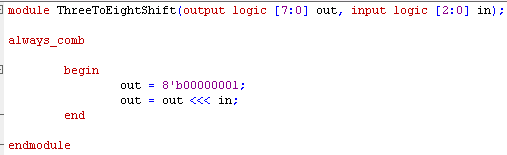 module ThreeToEightShift(output logic [7:0] out, input logic [2:0] in);
always_comb
begin
out = 8'b00000001;
out = out <<< in;
end
endmodule